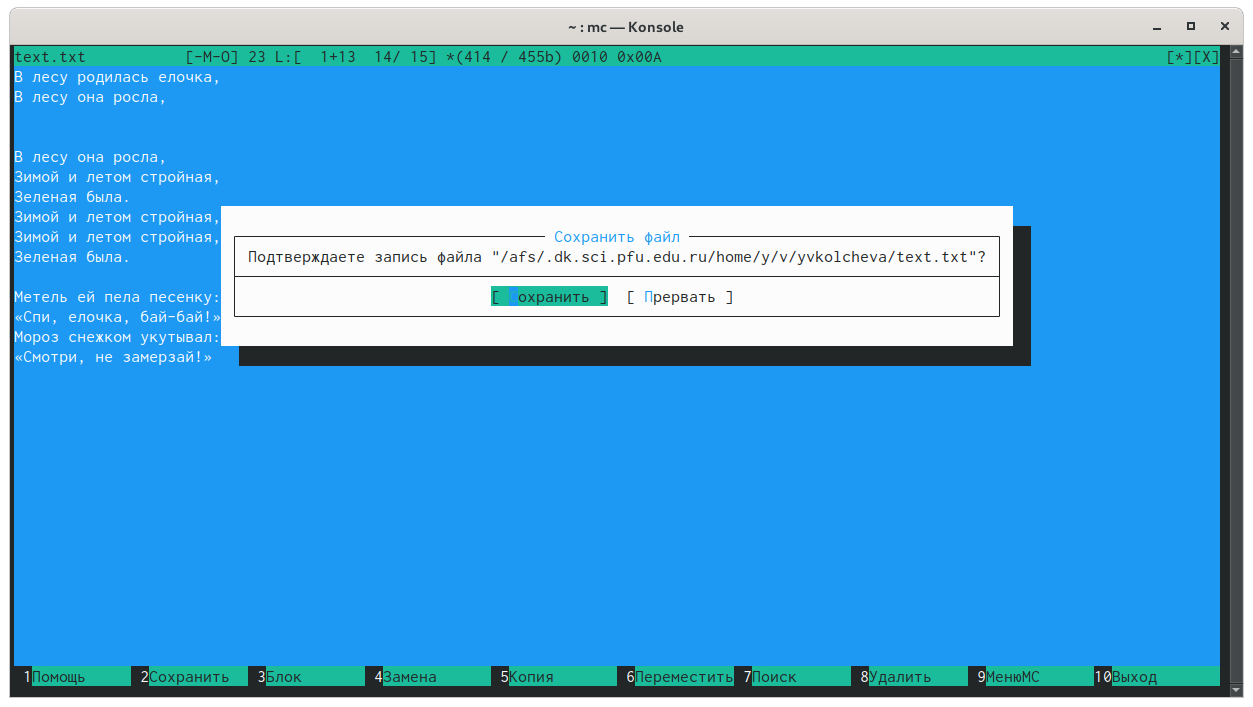 ~ : mc — Konsole
text.txt [-M-O] 23 L:[ 1+13 14/ 15] *(414 / 455b) 0010 0x00A [*][X]
В лесу родилась елочка,
В лесу она росла,
В лесу она росла,
Зимой и летом стройная,
Зеленая была.
Зимой и летом стройная,
Зимой и летом стройная,
Зеленая была.
Метель ей пела песенку:
«Спи, елочка, бай-бай!»
Мороз снежком укутывал:
«Смотри, не замерзай!»
Сохранить файл
Подтверждаете запись файла "/afs/.dk.sci.pfu.edu.ru/home/y/v/yvkolcheva/text.txt"?
[ Сохранить ] [ Прервать ]
1Помощь 2Сохранить 3Блок 4Замена 5Копия 6Переместить 7Поиск 8Удалить 9МенюMC 10Выход